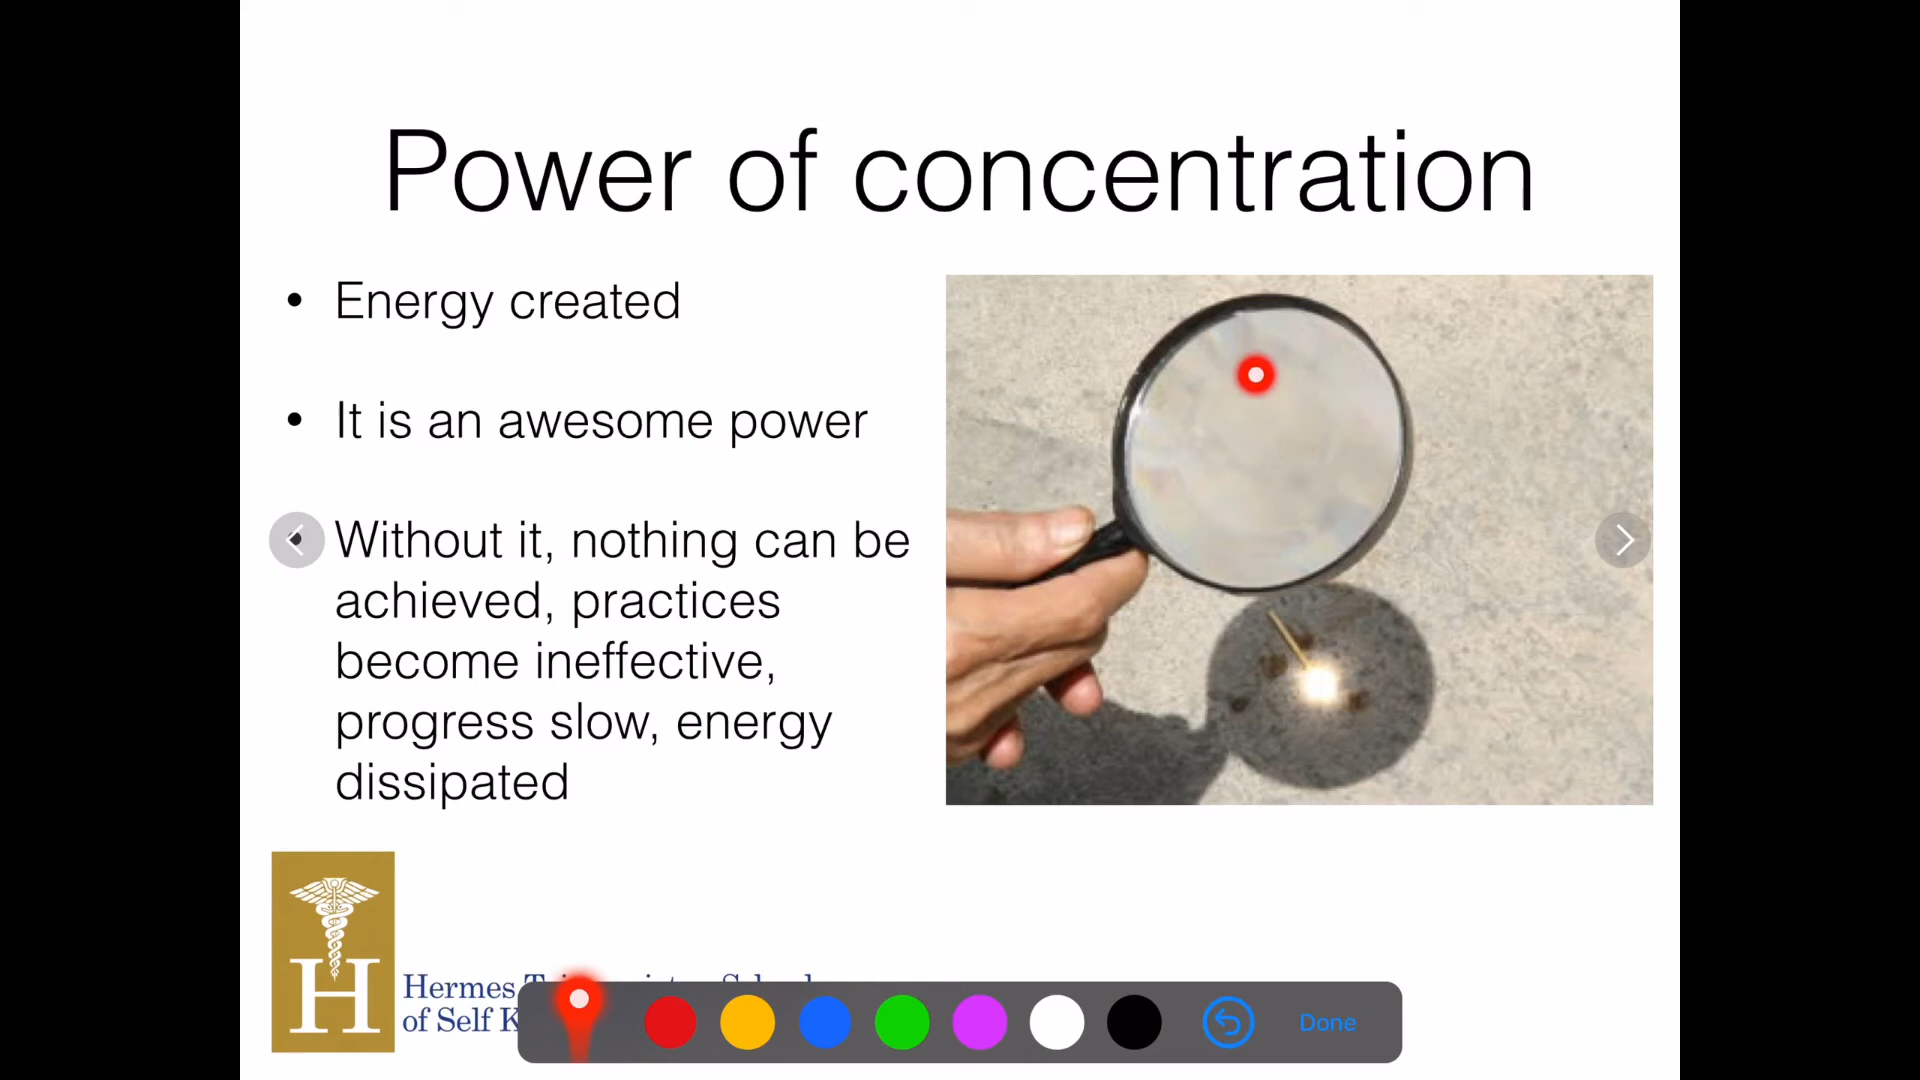 Power of concentration
• Energy created
• It is an awesome power
• Without it, nothing can be
achieved, practices
become ineffective,
progress slow, energy
dissipated
H
Hermes
of Self
Done